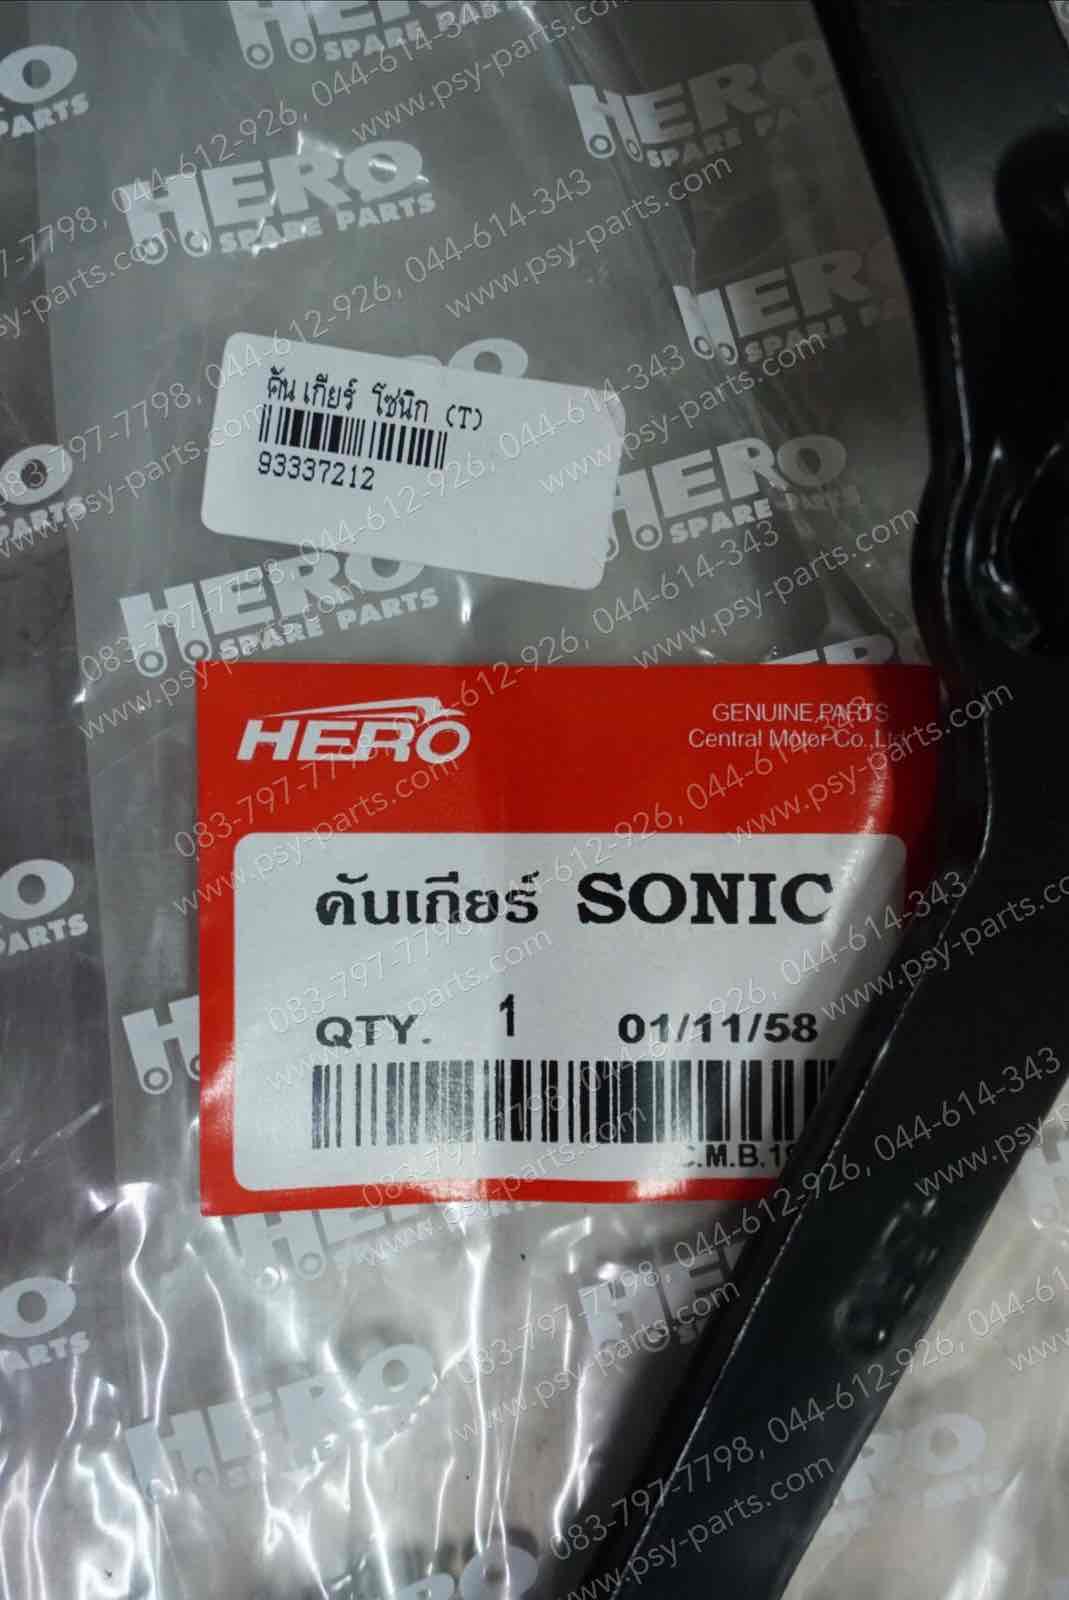 คันเกียร์ โซนิก (T)
93337212
HERO
GENUINE PARTS
Central Motor Co.,Ltd
คันเกียร์ SONIC
QTY. 1 01/11/58
C.M.B.19
HERO
SPARE PARTS
083-797-7798, 044-612-926, 044-614-343
www.psy-parts.com